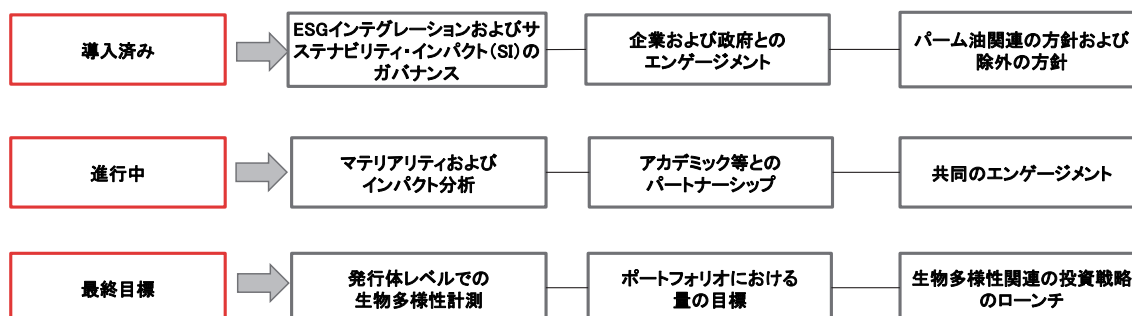 導入済み
ESGインテグレーションおよびサ
ステナビリティ・インパクト(SI)の
ガバナンス
企業および政府との
エンゲージメント
パーム油関連の方針および
除外の方針
進行中
マテリアリティおよび
インパクト分析
アカデミック等との
パートナーシップ
共同のエンゲージメント
最終目標
発行体レベルでの
生物多様性計測
ポートフォリオにおける
量の目標
生物多様性関連の投資戦略
のローンチ